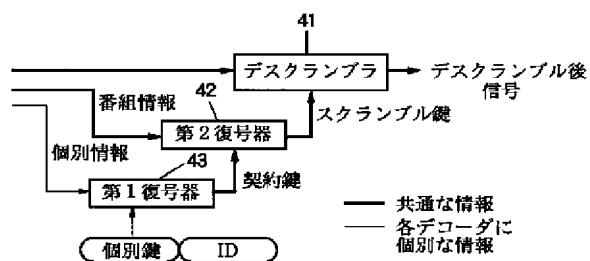 41
デスクランブラ
デスクランブル後
信号
番組情報
42
スクランブル鍵
第2復号器
個別情報
43
契約鍵
第1復号器
共通な情報
各デコーダに
個別な情報
個別鍵
ID